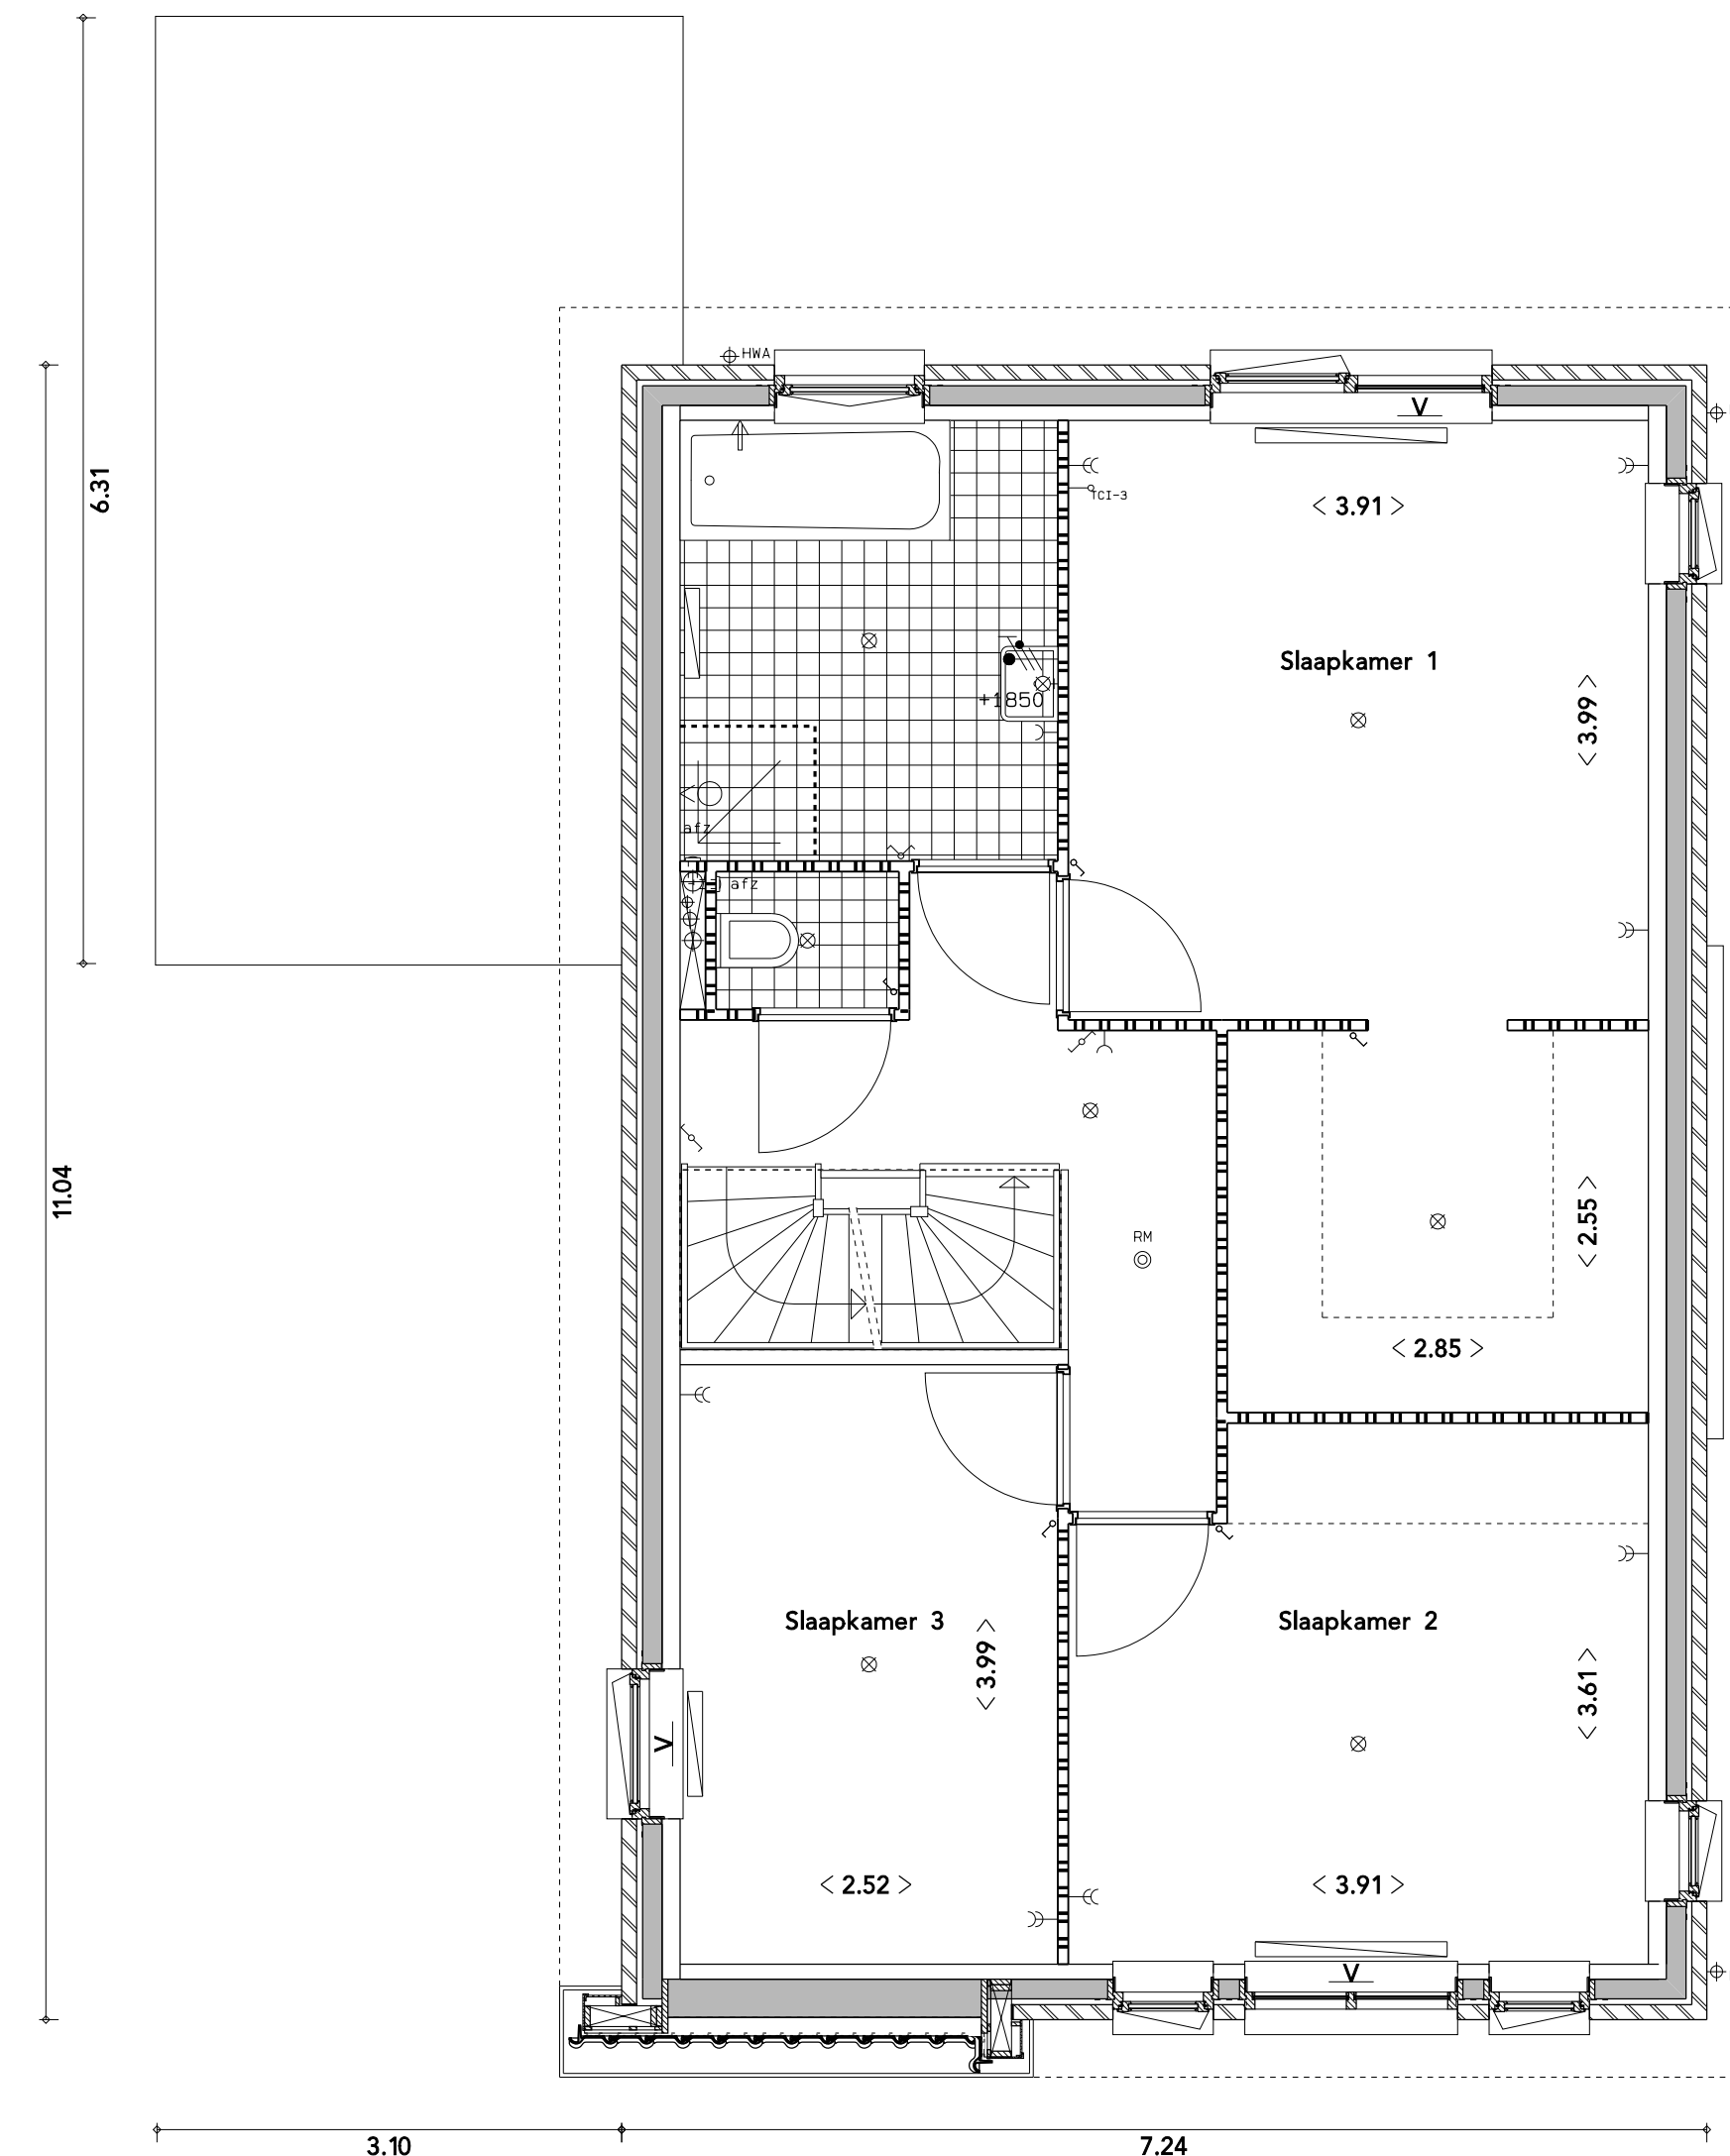 HWA
V
6.31
TCI-3
< 3.91 >
Slaapkamer 1
< 3.99 >
+1850
afz
afz
11.04
< 2.55 >
RM
< 2.85 >
Slaapkamer 3
< 3.99 >
Slaapkamer 2
< 3.61 >
V
< 2.52 >
< 3.91 >
V
3.10
7.24